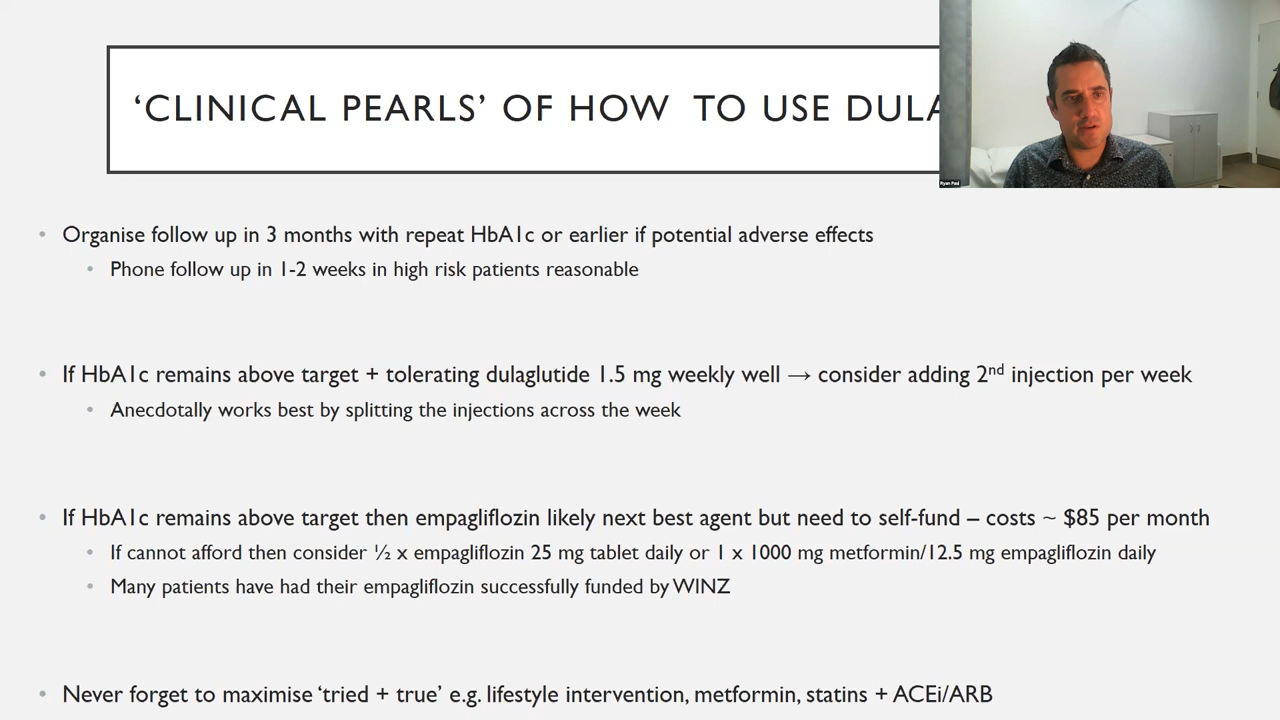 ‘CLINICAL PEARLS’ OF HOW TO USE DULA
Ryan Paul
• Organise follow up in 3 months with repeat HbA1c or earlier if potential adverse effects
• Phone follow up in 1-2 weeks in high risk patients reasonable
• If HbA1c remains above target + tolerating dulaglutide 1.5 mg weekly well → consider adding 2nd injection per week
• Anecdotally works best by splitting the injections across the week
• If HbA1c remains above target then empagliflozin likely next best agent but need to self-fund – costs ~ $85 per month
• If cannot afford then consider ½ x empagliflozin 25 mg tablet daily or 1 x 1000 mg metformin/12.5 mg empagliflozin daily
• Many patients have had their empagliflozin successfully funded by WINZ
• Never forget to maximise ‘tried + true’ e.g. lifestyle intervention, metformin, statins + ACEi/ARB